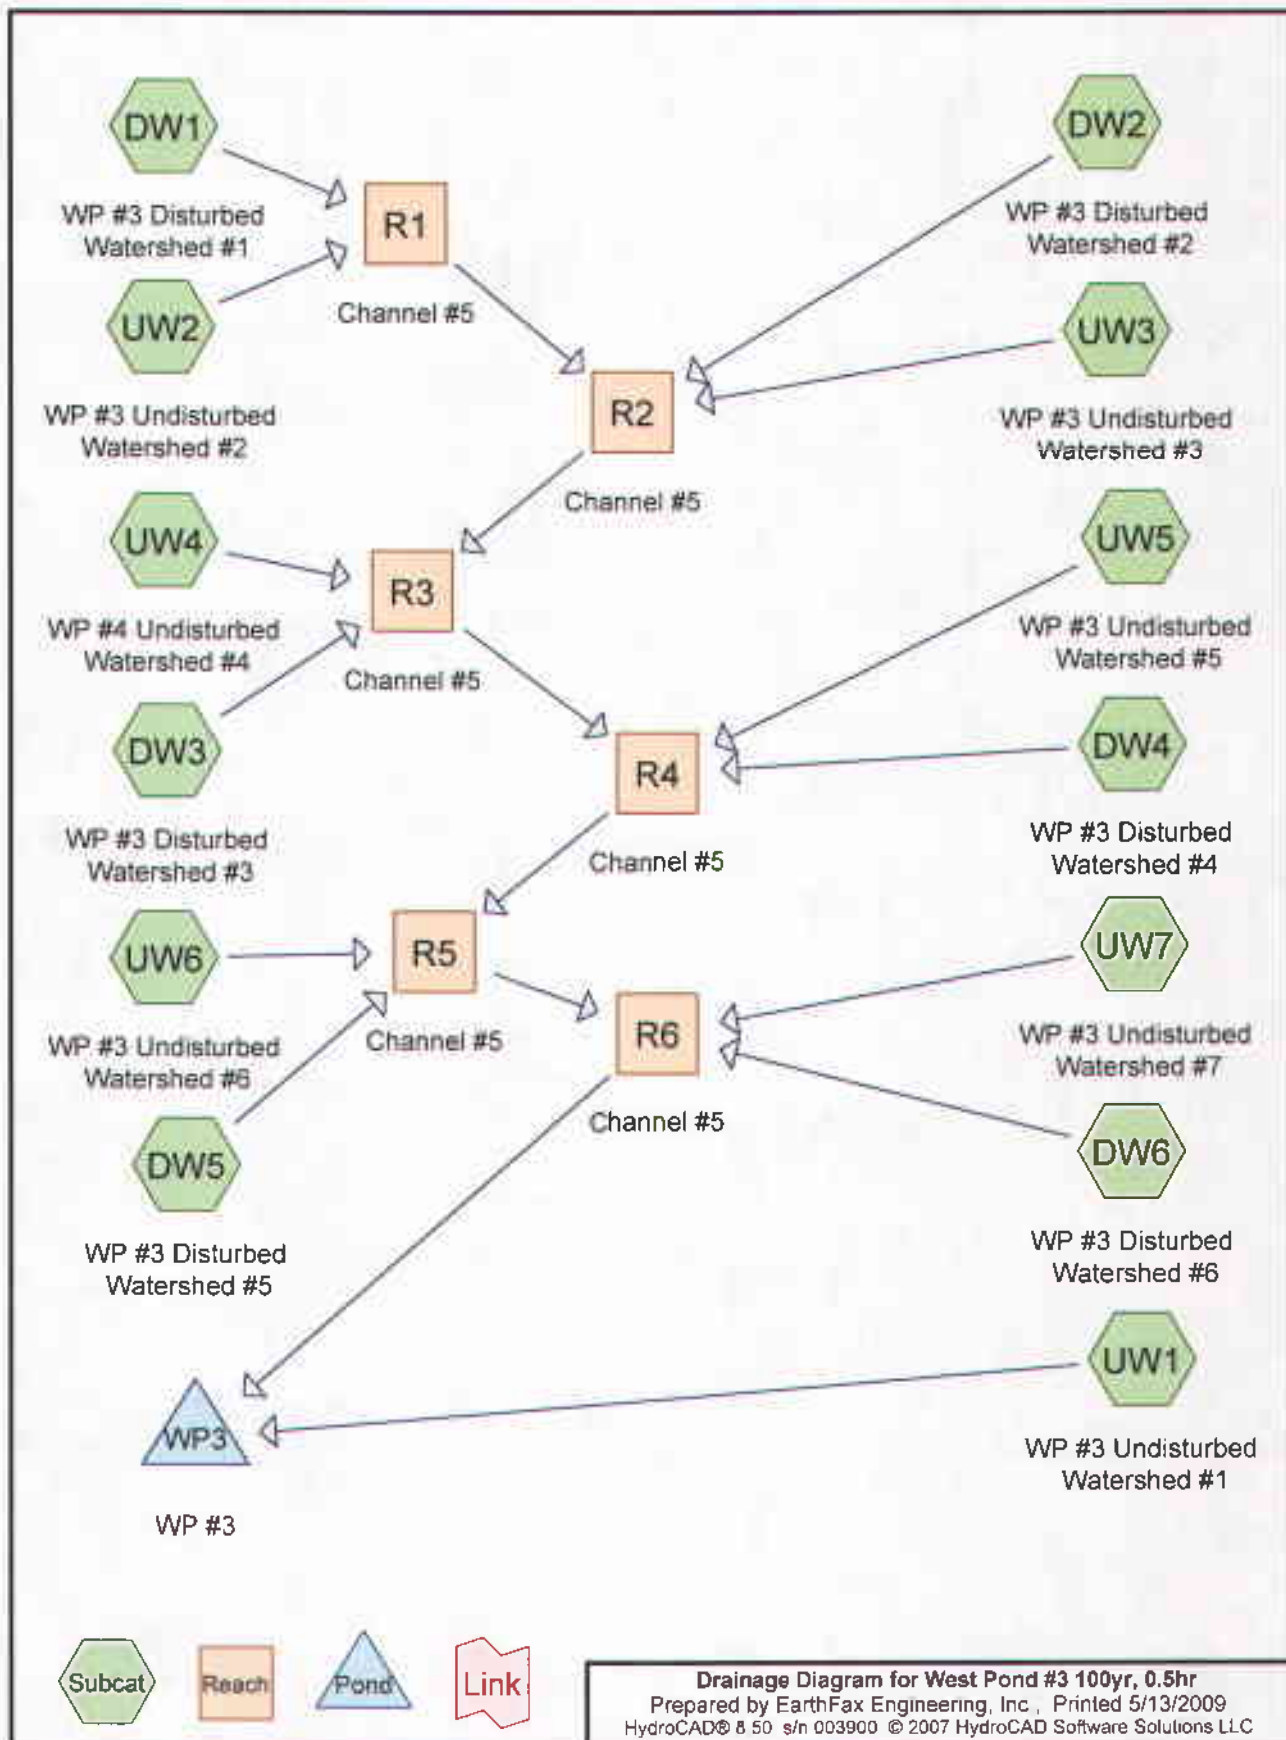 DW1
WP #3 Disturbed
Watershed #1
UW2
WP #3 Undisturbed
Watershed #2
R1
Channel #5
DW2
WP #3 Disturbed
Watershed #2
UW3
WP #3 Undisturbed
Watershed #3
R2
Channel #5
UW4
WP #4 Undisturbed
Watershed #4
DW3
WP #3 Disturbed
Watershed #3
R3
Channel #5
UW5
WP #3 Undisturbed
Watershed #5
DW4
WP #3 Disturbed
Watershed #4
R4
Channel #5
UW6
WP #3 Undisturbed
Watershed #6
DW5
WP #3 Disturbed
Watershed #5
R5
Channel #5
UW7
WP #3 Undisturbed
Watershed #7
DW6
WP #3 Disturbed
Watershed #6
R6
Channel #5
UW1
WP #3 Undisturbed
Watershed #1
WP3
WP #3
Subcat
Reach
Pond
Link
Drainage Diagram for West Pond #3 100yr, 0.5hr
Prepared by EarthFax Engineering, Inc., Printed 5/13/2009
HydroCAD® 8.50 s/n 003900 © 2007 HydroCAD Software Solutions LLC